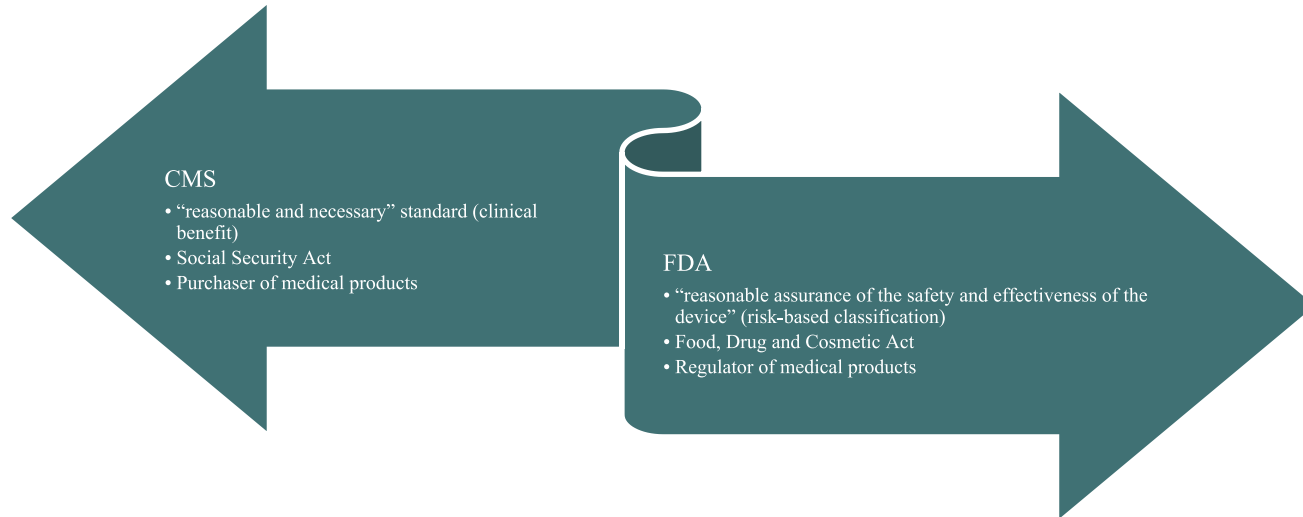 CMS
• “reasonable and necessary” standard (clinical
benefit)
• Social Security Act
• Purchaser of medical products
FDA
• “reasonable assurance of the safety and effectiveness of the
device” (risk-based classification)
• Food, Drug and Cosmetic Act
• Regulator of medical products